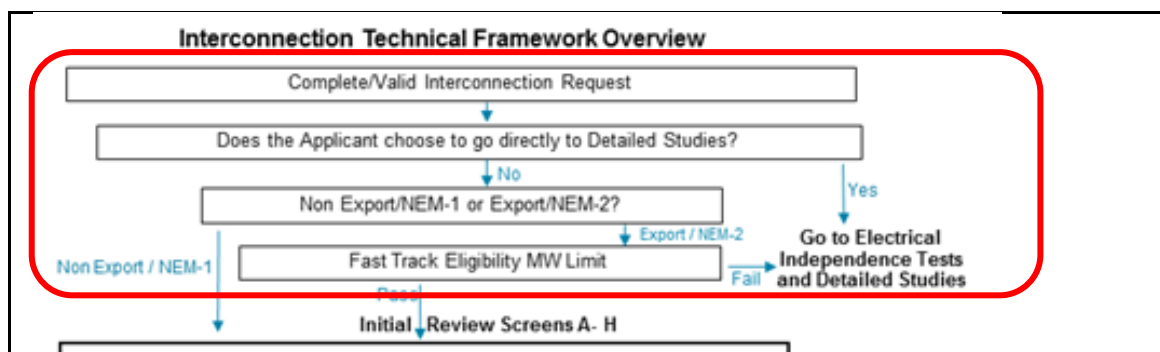 Interconnection Technical Framework Overview
Complete/Valid Interconnection Request
Does the Applicant choose to go directly to Detailed Studies?
No
Yes
Non Export/NEM-1 or Export/NEM-2?
Export / NEM-2
Go to Electrical
Independence Tests
and Detailed Studies
Non Export / NEM-1
Fast Track Eligibility MW Limit
Fail
Pass
Initial Review Screens A- H